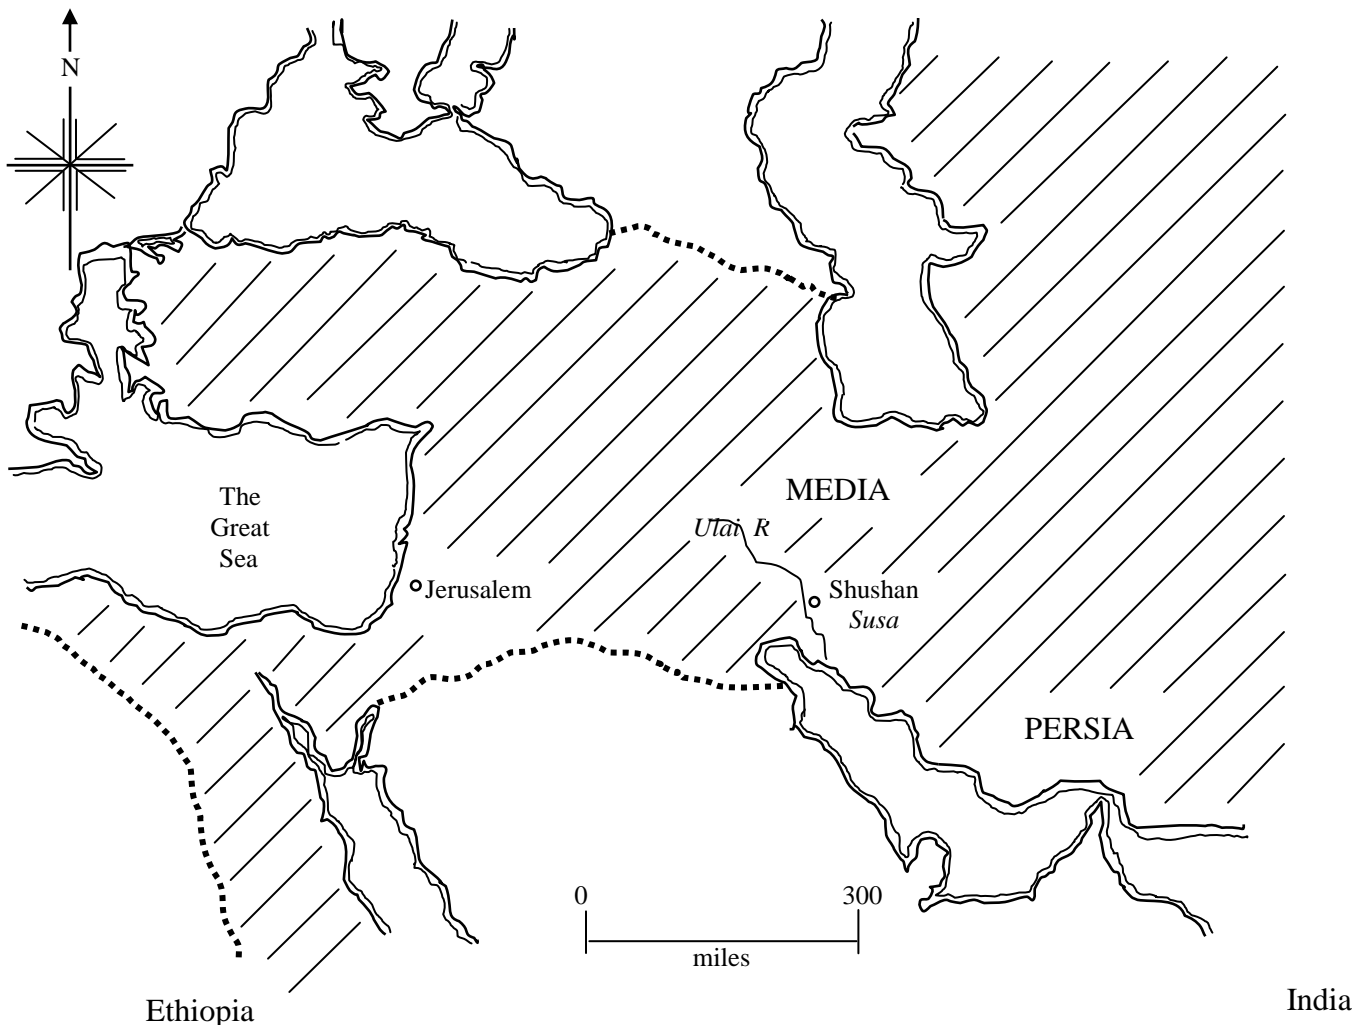 N
The
Great
Sea
Jerusalem
MEDIA
Ulai R
Shushan
Susa
PERSIA
0
300
miles
Ethiopia
India